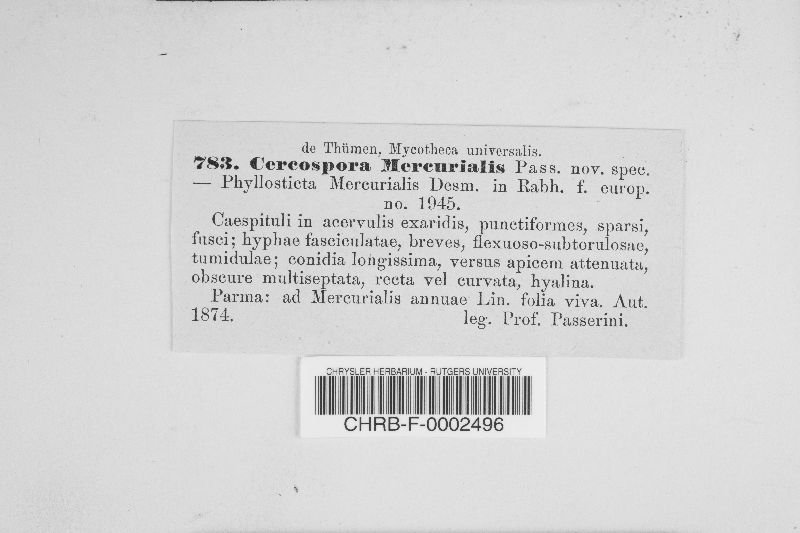 de Thümen, Mycotheca universalis.
783. Cercospora Mercurialis Pass. nov. spec.
— Phyllosticta Mercurialis Desm. in Rabh. f. europ.
no. 1945.
Caespituli in acervulis exaridis, punctiformes, sparsi,
fusci; hyphae fasciculatae, breves, flexuoso-subtorulosae,
tumidulae; conidia longissima, versus apicem attenuata,
obscure multiseptata, recta vel curvata, hyalina.
Parma: ad Mercurialis annuae Lin. folia viva. Aut.
1874. leg. Prof. Passerini.
CHRYSLER HERBARIUM - RUTGERS UNIVERSITY
CHRB-F-0002496